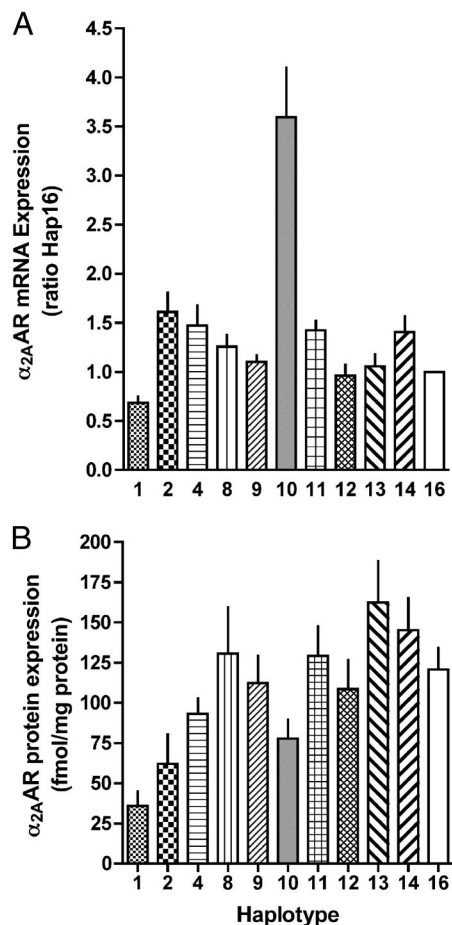 A
α2AAR mRNA Expression
(ratio Hap16)
4.5
4.0
3.5
3.0
2.5
2.0
1.5
1.0
0.5
0.0
1 2 4 8 9 10 11 12 13 14 16
B
α2AAR protein expression
(fmol/mg protein)
200
175
150
125
100
75
50
25
0
1 2 4 8 9 10 11 12 13 14 16
Haplotype